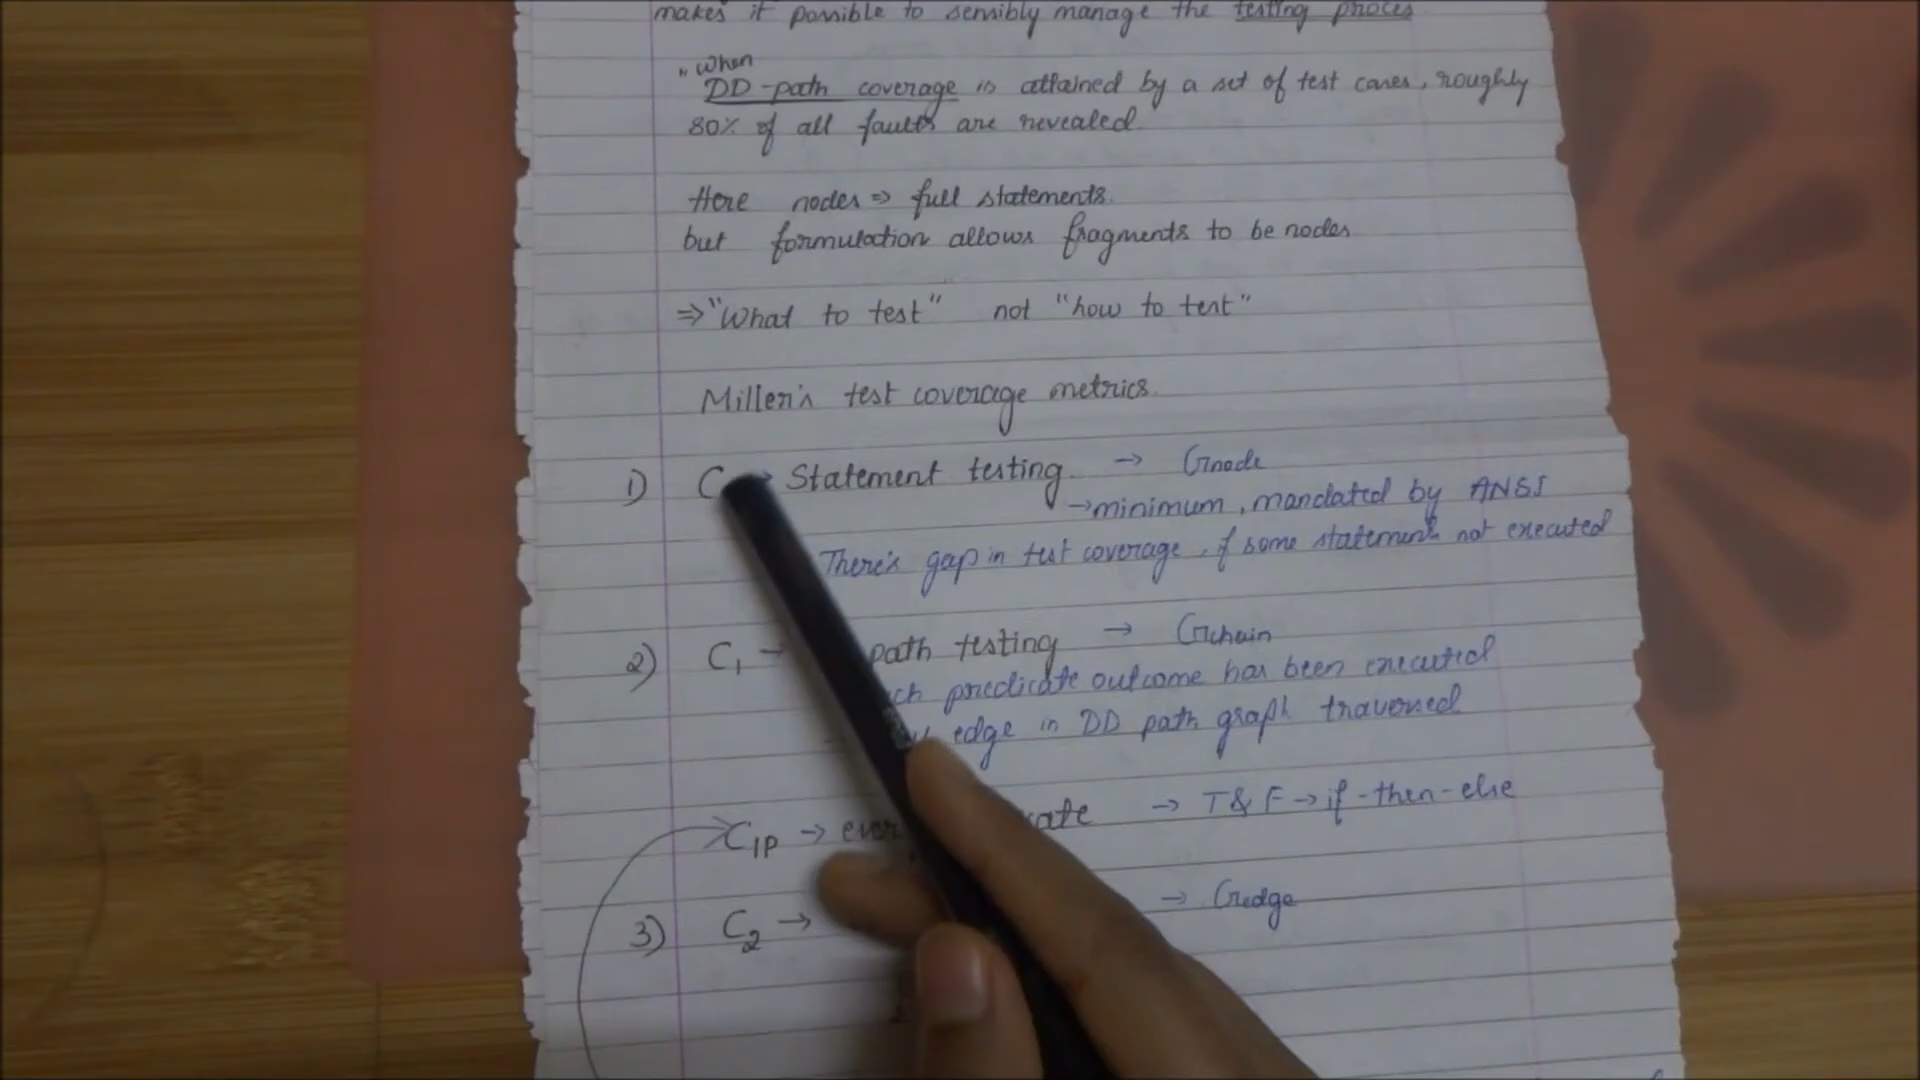 makes it possible to sensibly manage the testing proces
"When
DD-path coverage is attained by a set of test cases, roughly
80% of all faults are revealed.
Here nodes ⇒ full statements.
but formulation allows fragments to be nodes
⇒ "What to test" not "how to test"
Miller's test coverage metrics.
1) C → Statement testing. → Gnode
→ minimum, mandated by ANSI
There's gap in test coverage, if some statements not executed
2) C1 → path testing → Gchain
predicate outcome has been executed
edge in DD path graph traversed
C1P → → T & F → if-then-else
3) C2 → → Gedge